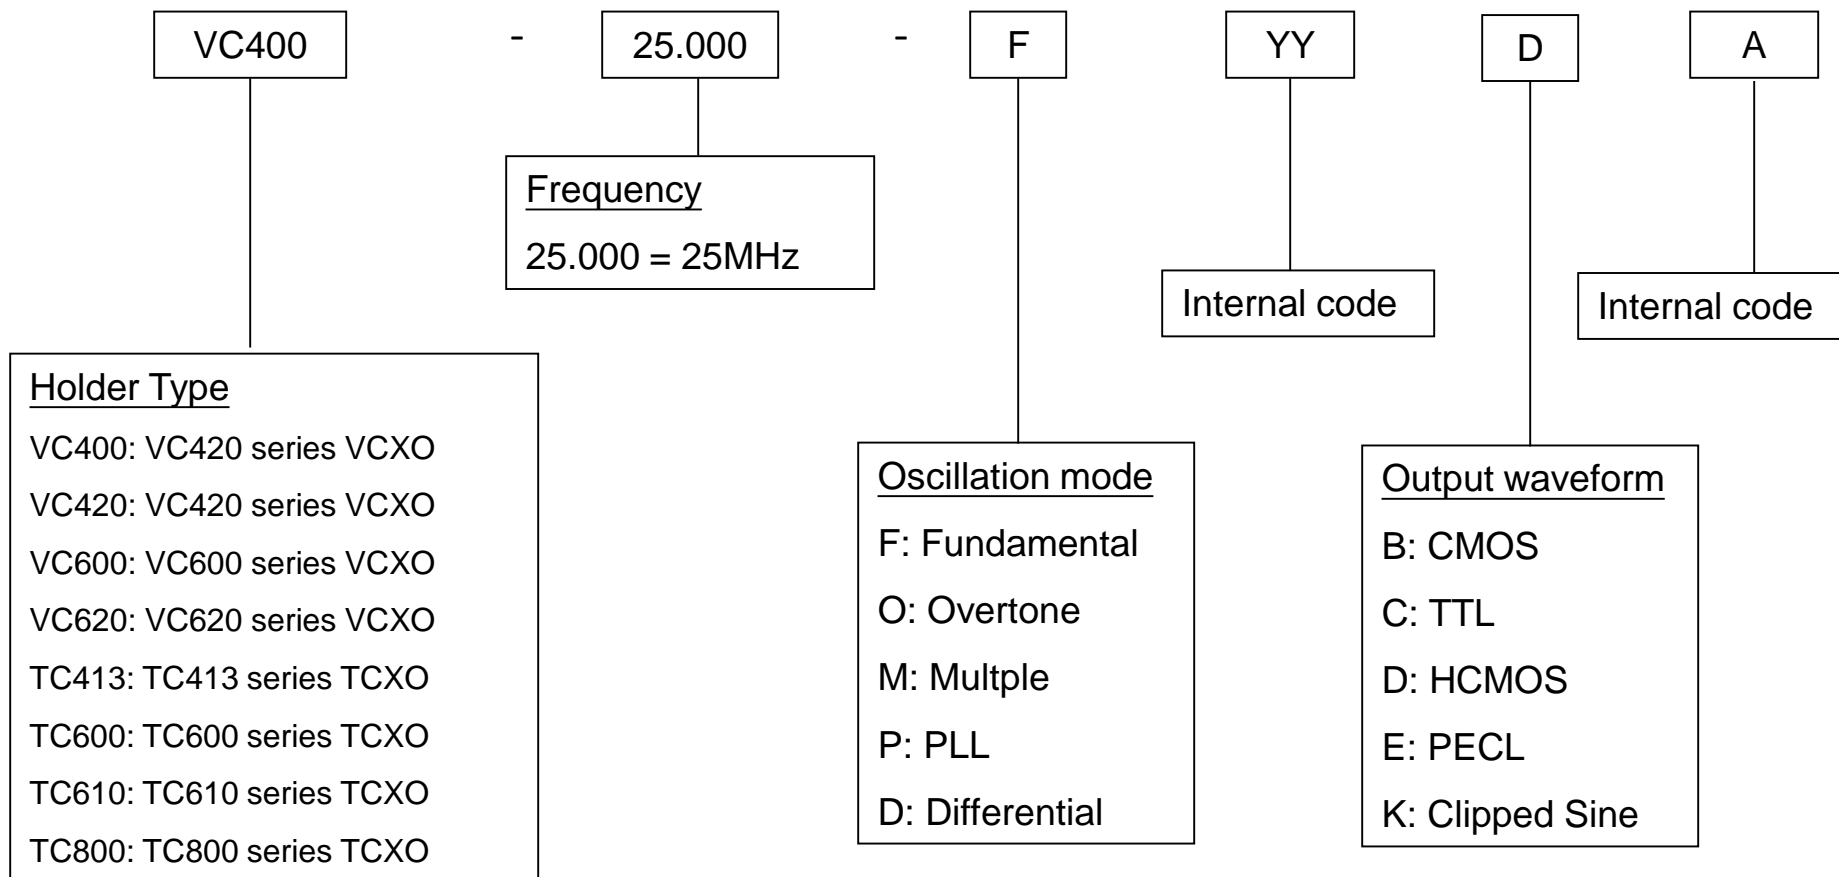 VC400 - 25.000 - F YY D A
Frequency
25.000 = 25MHz
Internal code
Internal code
Holder Type
VC400: VC420 series VCXO
VC420: VC420 series VCXO
VC600: VC600 series VCXO
VC620: VC620 series VCXO
TC413: TC413 series TCXO
TC600: TC600 series TCXO
TC610: TC610 series TCXO
TC800: TC800 series TCXO
Oscillation mode
F: Fundamental
O: Overtone
M: Multple
P: PLL
D: Differential
Output waveform
B: CMOS
C: TTL
D: HCMOS
E: PECL
K: Clipped Sine